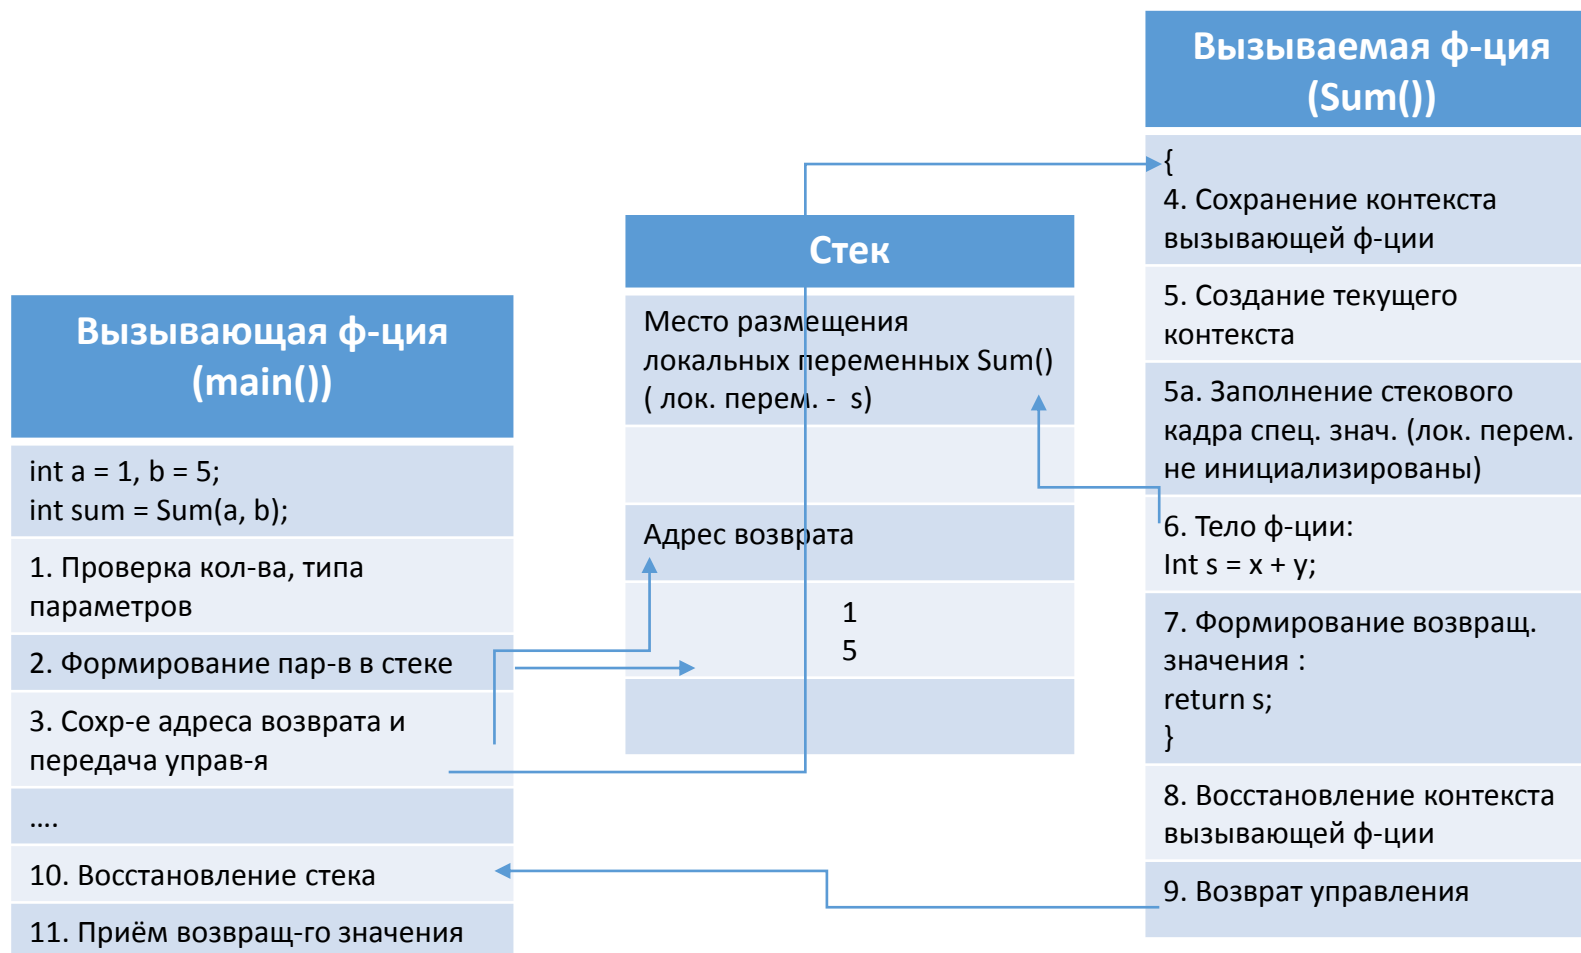 Вызывающая ф-ция
(main())
int a = 1, b = 5;
int sum = Sum(a, b);
1. Проверка кол-ва, типа
параметров
2. Формирование пар-в в стеке
3. Сохр-е адреса возврата и
передача управ-я
....
10. Восстановление стека
11. Приём возвращ-го значения
Стек
Место размещения
локальных переменных Sum()
( лок. перем. - s)
Адрес возврата
1
5
Вызываемая ф-ция
(Sum())
{
4. Сохранение контекста
вызывающей ф-ции
5. Создание текущего
контекста
5а. Заполнение стекового
кадра спец. знач. (лок. перем.
не инициализированы)
6. Тело ф-ции:
Int s = x + y;
7. Формирование возвращ.
значения :
return s;
}
8. Восстановление контекста
вызывающей ф-ции
9. Возврат управления